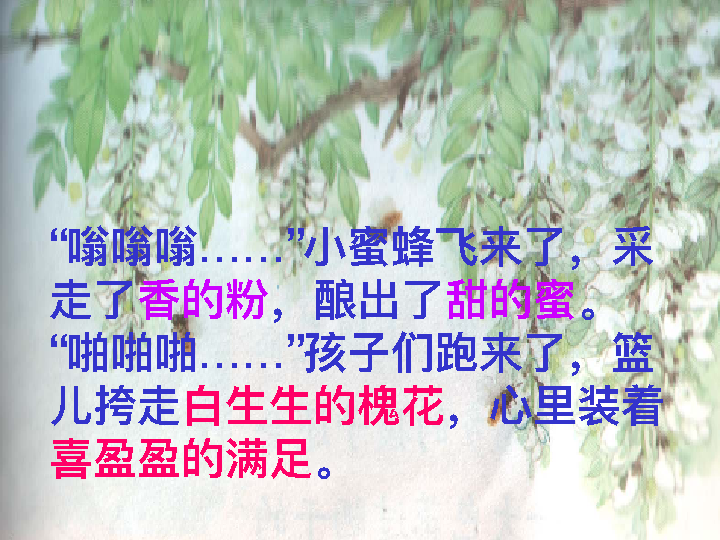 “嗡嗡嗡……”小蜜蜂飞来了，采
走了香的粉，酿出了甜的蜜。
“啪啪啪……”孩子们跑来了，篮
儿挎走白生生的槐花，心里装着
喜盈盈的满足。